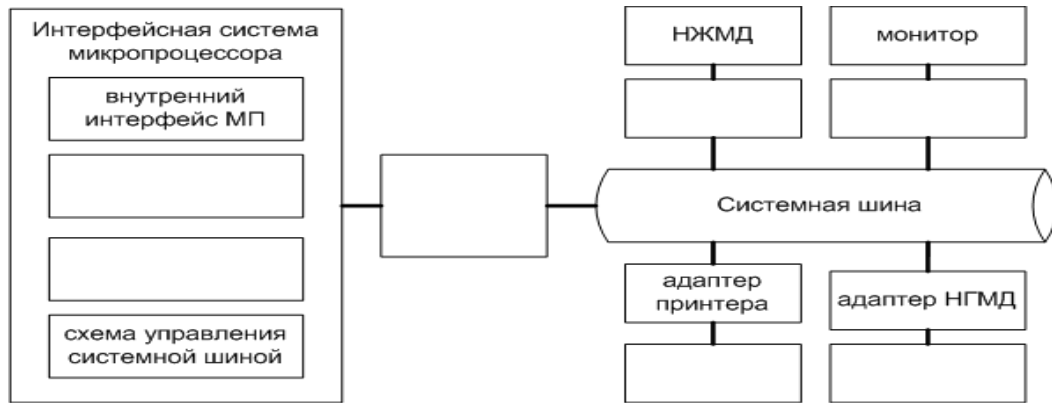 Интерфейсная система
микропроцессора
внутренний
интерфейс МП
схема управления
системной шиной
НЖМД
монитор
Системная шина
адаптер
принтера
адаптер НГМД